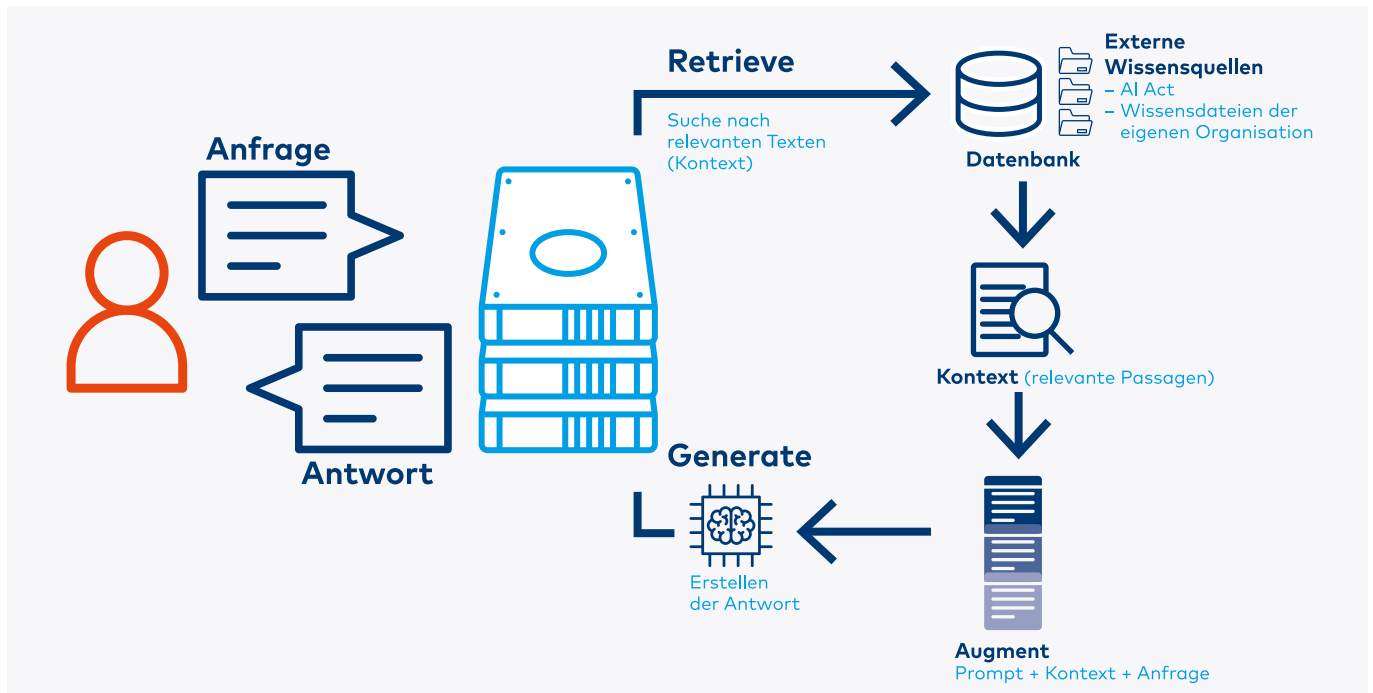 Anfrage
Antwort
Retrieve
Suche nach
relevanten Texten
(Kontext)
Externe
Wissensquellen
– AI Act
– Wissensdateien der
eigenen Organisation
Datenbank
Kontext (relevante Passagen)
Augment
Prompt + Kontext + Anfrage
Generate
Erstellen
der Antwort